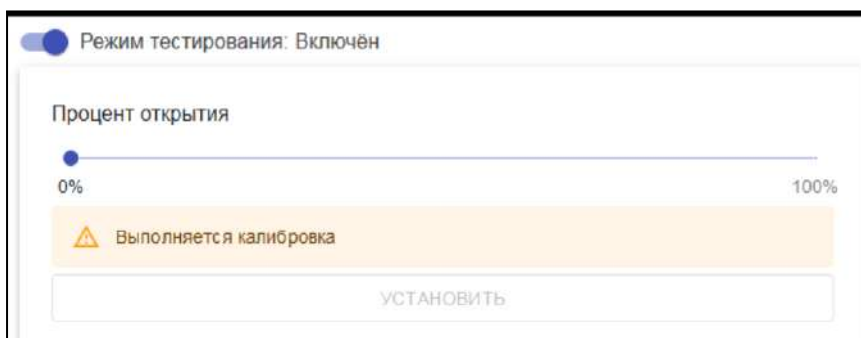 Режим тестирования: Включён
Процент открытия
0% 100%
Выполняется калибровка
УСТАНОВИТЬ